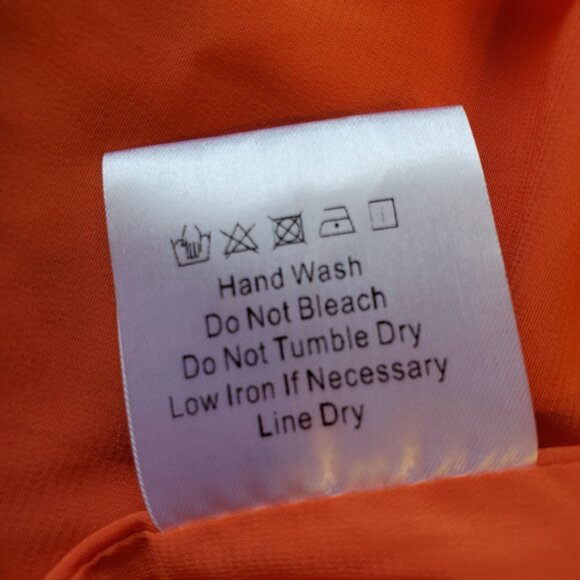 Hand Wash
Do Not Bleach
Do Not Tumble Dry
Low Iron If Necessary
Line Dry